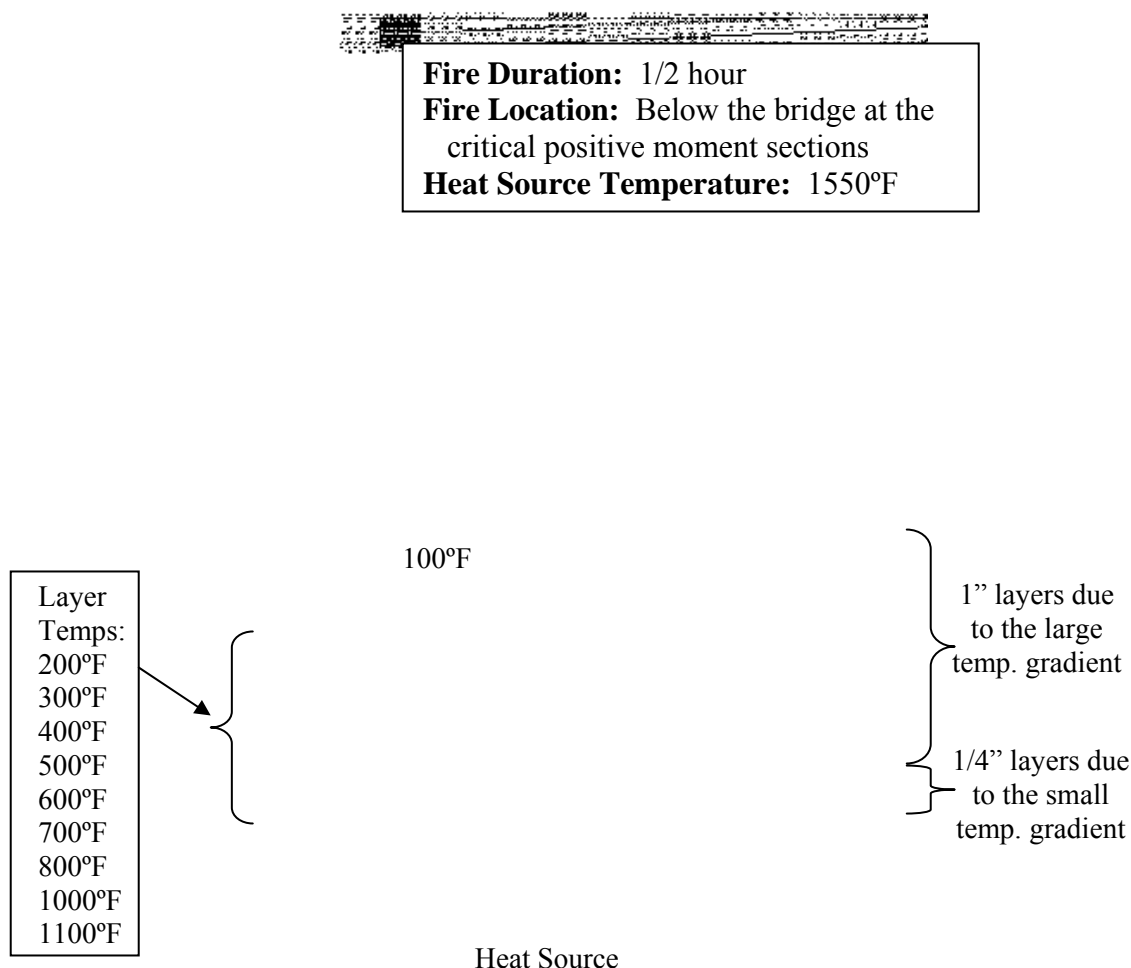 Fire Duration: 1/2 hour
Fire Location: Below the bridge at the
critical positive moment sections
Heat Source Temperature: 1550ºF
100ºF
Layer
Temps:
200ºF
300ºF
400ºF
500ºF
600ºF
700ºF
800ºF
1000ºF
1100ºF
1” layers due
to the large
temp. gradient
1/4” layers due
to the small
temp. gradient
Heat Source